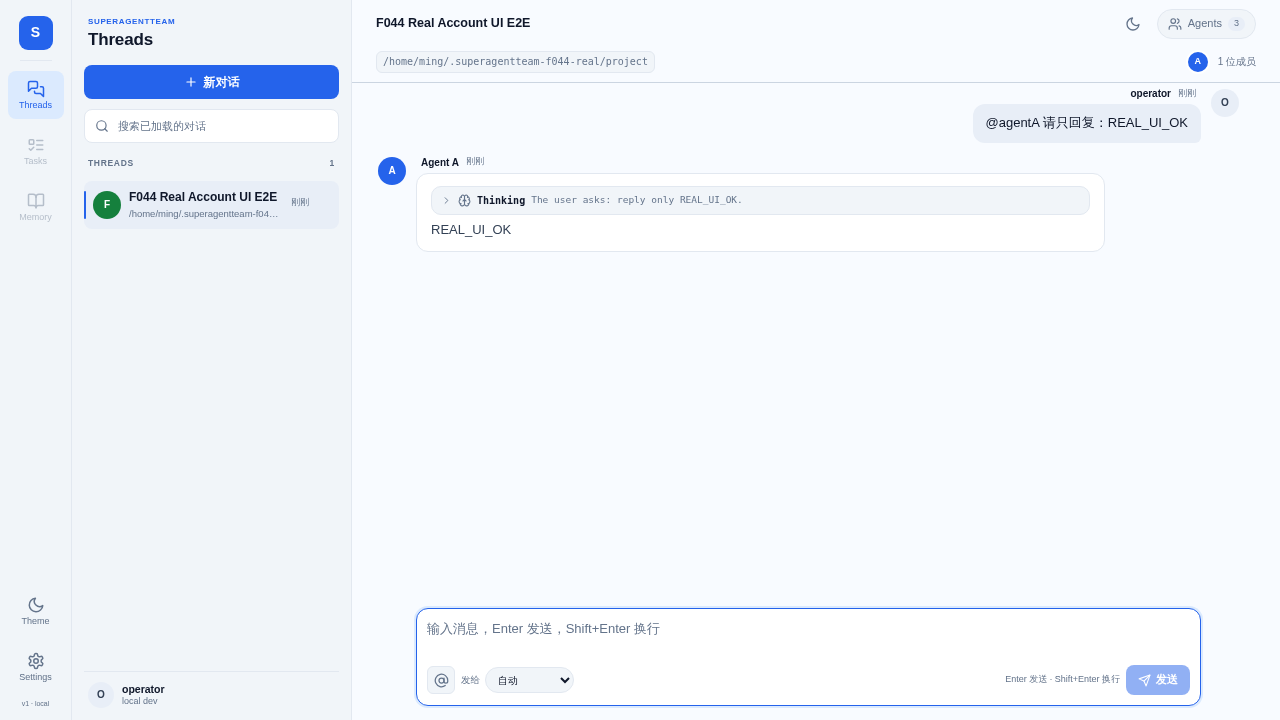 S
Threads
Tasks
Memory
Theme
Settings
v1 · local
SUPERAGENTTEAM
Threads
新对话
搜索已加载的对话
THREADS 1
F
F044 Real Account UI E2E 刚刚
/home/ming/.superagentteam-f04…
O
operator
local dev
F044 Real Account UI E2E
Agents 3
/home/ming/.superagentteam-f044-real/project
A 1 位成员
operator 刚刚
O
@agentA 请只回复：REAL_UI_OK
A
Agent A 刚刚
Thinking The user asks: reply only REAL_UI_OK.
REAL_UI_OK
输入消息，Enter 发送，Shift+Enter 换行
发给 自动 Enter 发送 · Shift+Enter 换行 发送